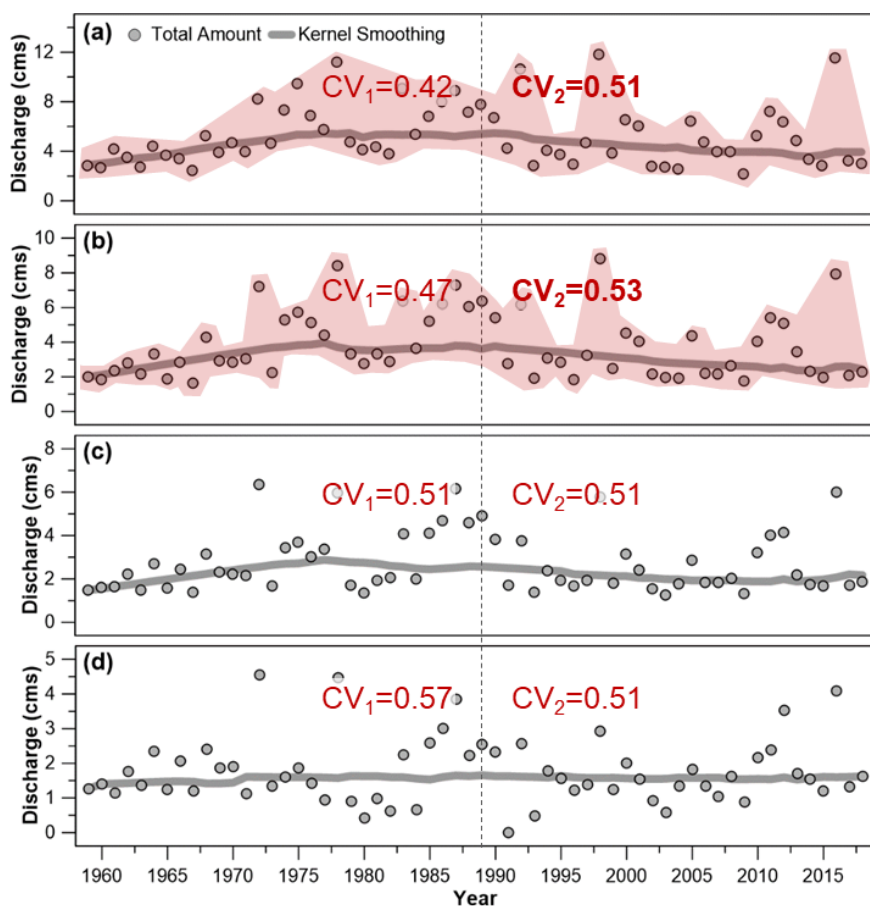 (a) Total Amount Kernel Smoothing
Discharge (cms)
12
8
4
0
CV1=0.42 CV2=0.51
(b)
Discharge (cms)
10
8
6
4
2
0
CV1=0.47 CV2=0.53
(c)
Discharge (cms)
8
6
4
2
0
CV1=0.51 CV2=0.51
(d)
Discharge (cms)
5
4
3
2
1
0
CV1=0.57 CV2=0.51
1960 1965 1970 1975 1980 1985 1990 1995 2000 2005 2010 2015
Year